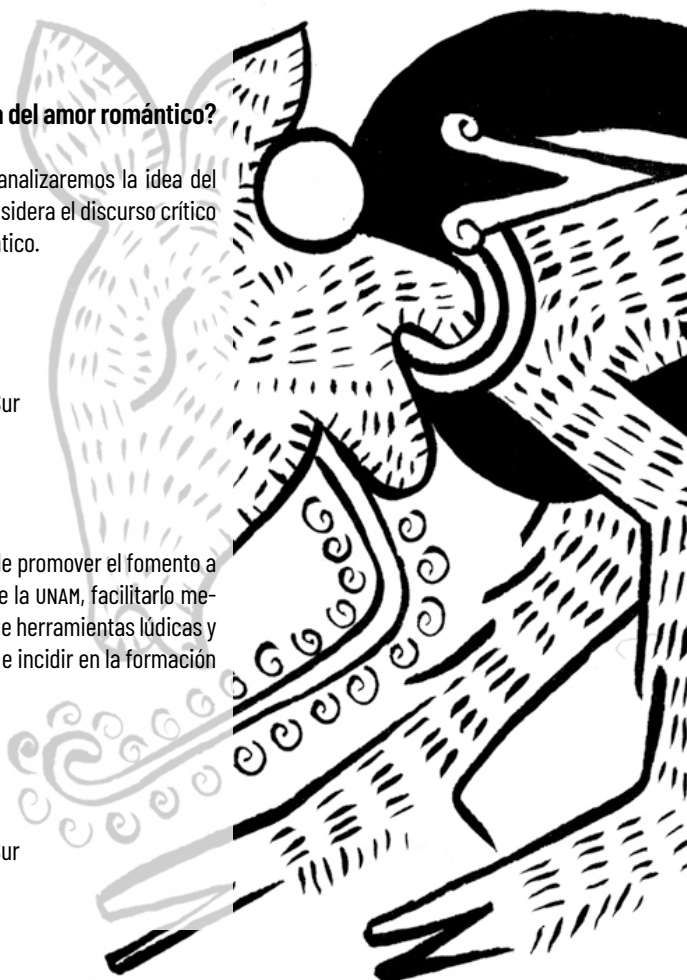 del amor romántico?
analizaremos la idea del
sidera el discurso crítico
tico.
ur
e promover el fomento a
e la UNAM, facilitarlo me-
e herramientas lúdicas y
e incidir en la formación
ur